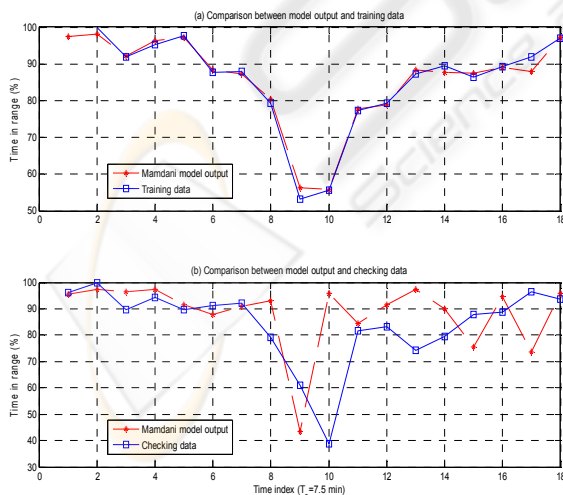 (a) Comparison between model output and training data
100
90
80
70
60
50
Time in range (%)
Mamdani model output
Training data
0 2 4 6 8 10 12 14 16 18
(b) Comparison between model output and checking data
100
90
80
70
60
50
40
30
Time in range (%)
Mamdani model output
Checking data
0 2 4 6 8 10 12 14 16 18
Time index (T =7.5 min)